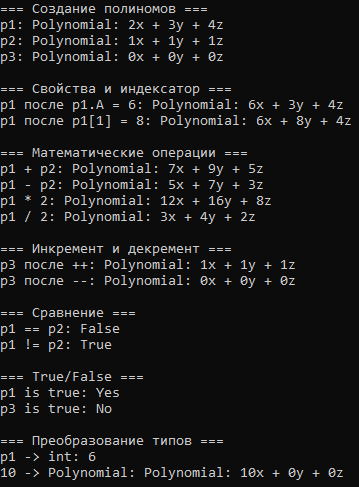 === Создание полиномов ===
p1: Polynomial: 2x + 3y + 4z
p2: Polynomial: 1x + 1y + 1z
p3: Polynomial: 0x + 0y + 0z
=== Свойства и индексатор ===
p1 после p1.A = 6: Polynomial: 6x + 3y + 4z
p1 после p1[1] = 8: Polynomial: 6x + 8y + 4z
=== Математические операции ===
p1 + p2: Polynomial: 7x + 9y + 5z
p1 - p2: Polynomial: 5x + 7y + 3z
p1 * 2: Polynomial: 12x + 16y + 8z
p1 / 2: Polynomial: 3x + 4y + 2z
=== Инкремент и декремент ===
p3 после ++: Polynomial: 1x + 1y + 1z
p3 после --: Polynomial: 0x + 0y + 0z
=== Сравнение ===
p1 == p2: False
p1 != p2: True
=== True/False ===
p1 is true: Yes
p3 is true: No
=== Преобразование типов ===
p1 -> int: 6
10 -> Polynomial: Polynomial: 10x + 0y + 0z